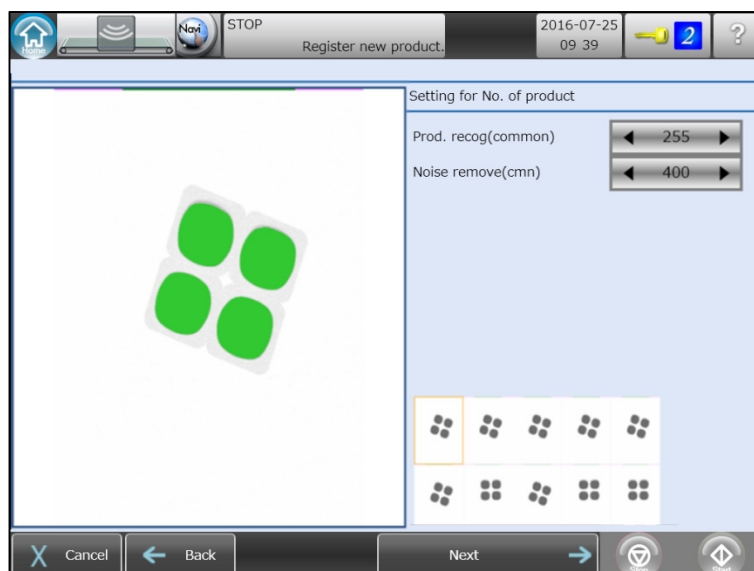 STOP
Register new product.
2016-07-25
09 39
2
?
Home
Navi
Setting for No. of product
Prod. recog(common)
255
Noise remove(cmn)
400
X Cancel
Back
Next
Stop
Start